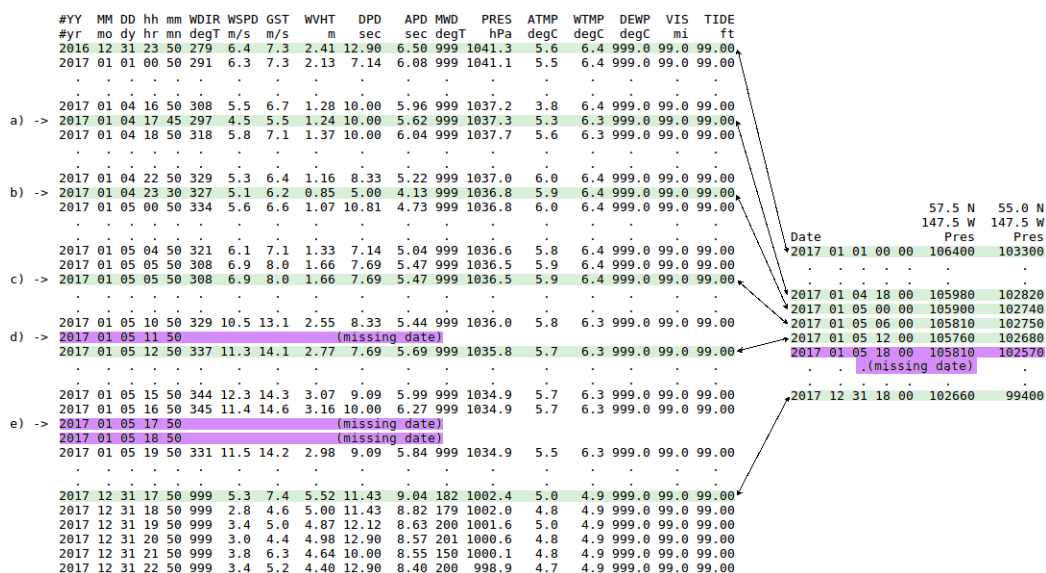 #YY MM DD hh mm WDIR WSPD GST WVHT DPD APD MWD PRES ATMP WTMP DEWP VIS TIDE
#yr mo dy hr mn degT m/s m/s m sec sec degT hPa degC degC degC mi ft
2016 12 31 23 50 279 6.4 7.3 2.41 12.90 6.50 999 1041.3 5.6 6.4 999.0 99.0 99.00
2017 01 01 00 50 291 6.3 7.3 2.13 7.14 6.08 999 1041.1 5.5 6.4 999.0 99.0 99.00
. . . . . . . . . . . . . . . . . .
2017 01 04 16 50 308 5.5 6.7 1.28 10.00 5.96 999 1037.2 3.8 6.4 999.0 99.0 99.00
a) -> 2017 01 04 17 45 297 4.5 5.5 1.24 10.00 5.62 999 1037.3 5.3 6.3 999.0 99.0 99.00
2017 01 04 18 50 318 5.8 7.1 1.37 10.00 6.04 999 1037.7 5.6 6.3 999.0 99.0 99.00
. . . . . . . . . . . . . . . . . .
. . . . . . . . . . . . . . . . . .
2017 01 04 22 50 329 5.3 6.4 1.16 8.33 5.22 999 1037.0 6.0 6.4 999.0 99.0 99.00
b) -> 2017 01 04 23 30 327 5.1 6.2 0.85 5.00 4.13 999 1036.8 5.9 6.4 999.0 99.0 99.00
2017 01 05 00 50 334 5.6 6.6 1.07 10.81 4.73 999 1036.8 6.0 6.4 999.0 99.0 99.00
. . . . . . . . . . . . . . . . . .
2017 01 05 04 50 321 6.1 7.1 1.33 7.14 5.04 999 1036.6 5.8 6.4 999.0 99.0 99.00
2017 01 05 05 50 308 6.9 8.0 1.66 7.69 5.47 999 1036.5 5.9 6.4 999.0 99.0 99.00
c) -> 2017 01 05 05 50 308 6.9 8.0 1.66 7.69 5.47 999 1036.5 5.9 6.4 999.0 99.0 99.00
. . . . . . . . . . . . . . . . . .
2017 01 05 10 50 329 10.5 13.1 2.55 8.33 5.44 999 1036.0 5.8 6.3 999.0 99.0 99.00
d) -> 2017 01 05 11 50 (missing date)
2017 01 05 12 50 337 11.3 14.1 2.77 7.69 5.69 999 1035.8 5.7 6.3 999.0 99.0 99.00
. . . . . . . . . . . . . . . . . .
2017 01 05 15 50 344 12.3 14.3 3.07 9.09 5.99 999 1034.9 5.7 6.3 999.0 99.0 99.00
2017 01 05 16 50 345 11.4 14.6 3.16 10.00 6.27 999 1034.9 5.7 6.3 999.0 99.0 99.00
e) -> 2017 01 05 17 50 (missing date)
2017 01 05 18 50 (missing date)
2017 01 05 19 50 331 11.5 14.2 2.98 9.09 5.84 999 1034.9 5.5 6.3 999.0 99.0 99.00
. . . . . . . . . . . . . . . . . .
2017 12 31 17 50 999 5.3 7.4 5.52 11.43 9.04 182 1002.4 5.0 4.9 999.0 99.0 99.00
2017 12 31 18 50 999 2.8 4.6 5.00 11.43 8.82 179 1002.0 4.8 4.9 999.0 99.0 99.00
2017 12 31 19 50 999 3.4 5.0 4.87 12.12 8.63 200 1001.6 5.0 4.9 999.0 99.0 99.00
2017 12 31 20 50 999 3.0 4.4 4.98 12.90 8.57 201 1000.6 4.8 4.9 999.0 99.0 99.00
2017 12 31 21 50 999 3.8 6.3 4.64 10.00 8.55 150 1000.1 4.8 4.9 999.0 99.0 99.00
2017 12 31 22 50 999 3.4 5.2 4.40 12.90 8.40 200 998.9 4.7 4.9 999.0 99.0 99.00
57.5 N 55.0 N
147.5 W 147.5 W
Date Pres Pres
2017 01 01 00 00 106400 103300
. . . . . . .
2017 01 04 18 00 105980 102820
2017 01 05 00 00 105900 102740
2017 01 05 06 00 105810 102750
2017 01 05 12 00 105760 102680
2017 01 05 18 00 105810 102570
. . .(missing date) .
. . . . . . .
2017 12 31 18 00 102660 99400